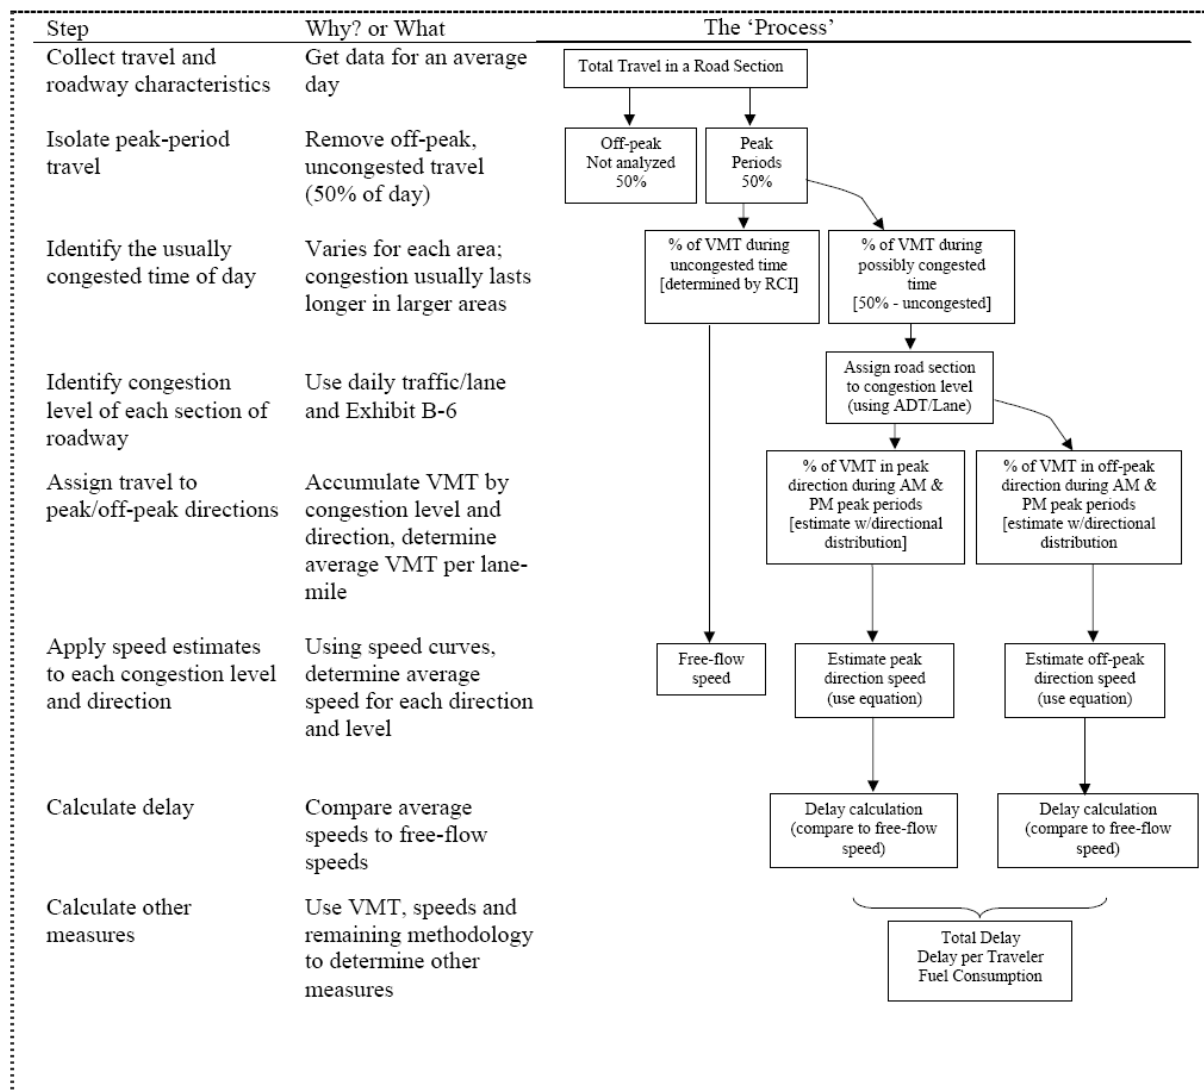 Step
Why? or What
The ‘Process’
Collect travel and
roadway characteristics
Get data for an average
day
Total Travel in a Road Section
Isolate peak-period
travel
Remove off-peak,
uncongested travel
(50% of day)
Off-peak
Not analyzed
50%
Peak
Periods
50%
Identify the usually
congested time of day
Varies for each area;
congestion usually lasts
longer in larger areas
% of VMT during
uncongested time
[determined by RCI]
% of VMT during
possibly congested
time
[50% - uncongested]
Identify congestion
level of each section of
roadway
Use daily traffic/lane
and Exhibit B-6
Assign road section
to congestion level
(using ADT/Lane)
Assign travel to
peak/off-peak directions
Accumulate VMT by
congestion level and
direction, determine
average VMT per lane-
mile
% of VMT in peak
direction during AM &
PM peak periods
[estimate w/directional
distribution]
% of VMT in off-peak
direction during AM &
PM peak periods
[estimate w/directional
distribution
Apply speed estimates
to each congestion level
and direction
Using speed curves,
determine average
speed for each direction
and level
Free-flow
speed
Estimate peak
direction speed
(use equation)
Estimate off-peak
direction speed
(use equation)
Calculate delay
Compare average
speeds to free-flow
speeds
Delay calculation
(compare to free-flow
speed)
Delay calculation
(compare to free-flow
speed)
Calculate other
measures
Use VMT, speeds and
remaining methodology
to determine other
measures
Total Delay
Delay per Traveler
Fuel Consumption